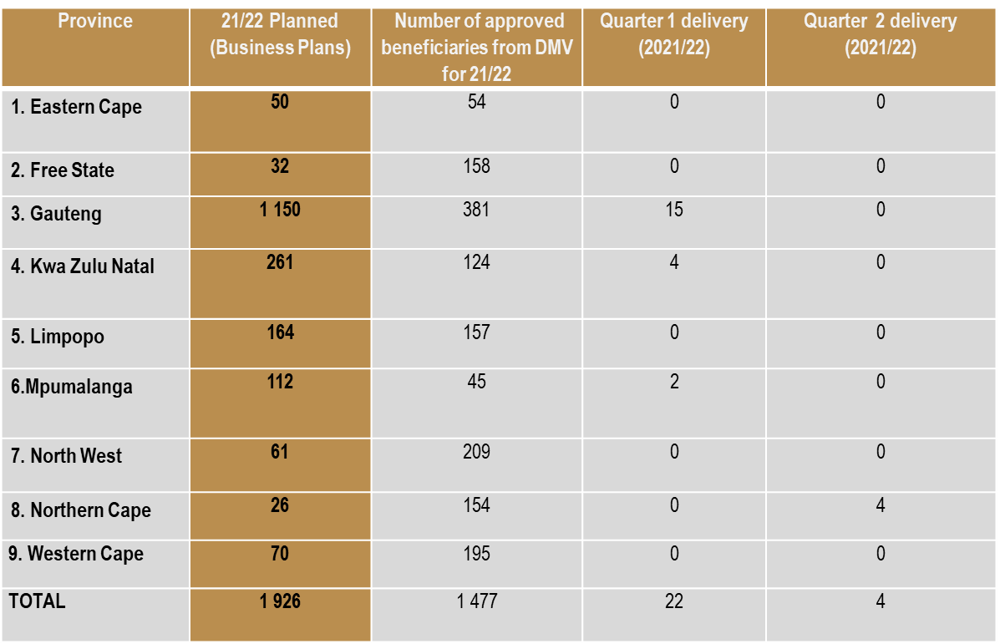 Province 21/22 Planned (Business Plans) Number of approved beneficiaries from DMV for 21/22 Quarter 1 delivery (2021/22) Quarter 2 delivery (2021/22)
1. Eastern Cape 50 54 0 0
2. Free State 32 158 0 0
3. Gauteng 1 150 381 15 0
4. Kwa Zulu Natal 261 124 4 0
5. Limpopo 164 157 0 0
6.Mpumalanga 112 45 2 0
7. North West 61 209 0 0
8. Northern Cape 26 154 0 4
9. Western Cape 70 195 0 0
TOTAL 1 926 1 477 22 4